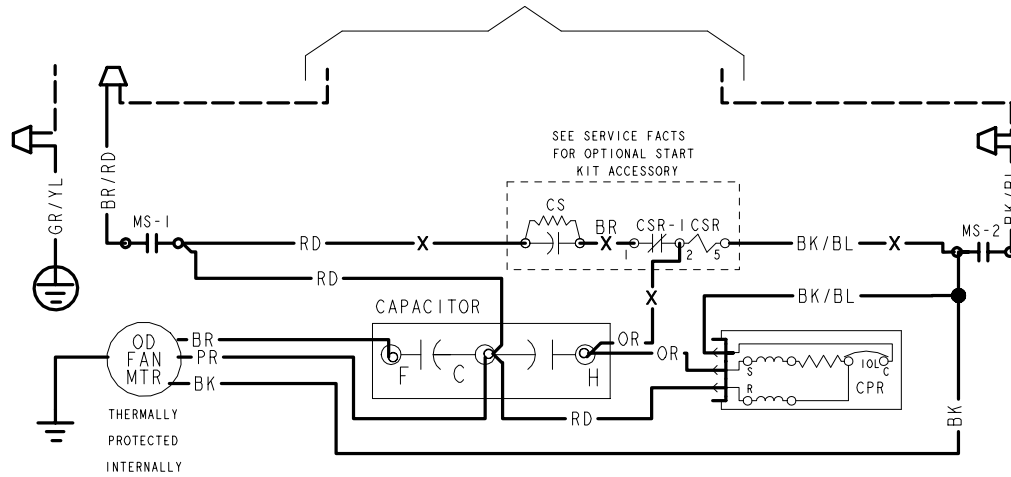 SEE SERVICE FACTS
FOR OPTIONAL START
KIT ACCESSORY
GR/YL
BR/RD
MS-1
RD
X
CS
BR
X
CSR-1
CSR
1
2
5
BK/BL
X
MS-2
BK/BL
RD
X
BK/BL
CAPACITOR
OD
FAN
MTR
BR
PR
BK
F
C
H
OR
OR
S
R
IOL
C
CPR
RD
BK
THERMALLY
PROTECTED
INTERNALLY